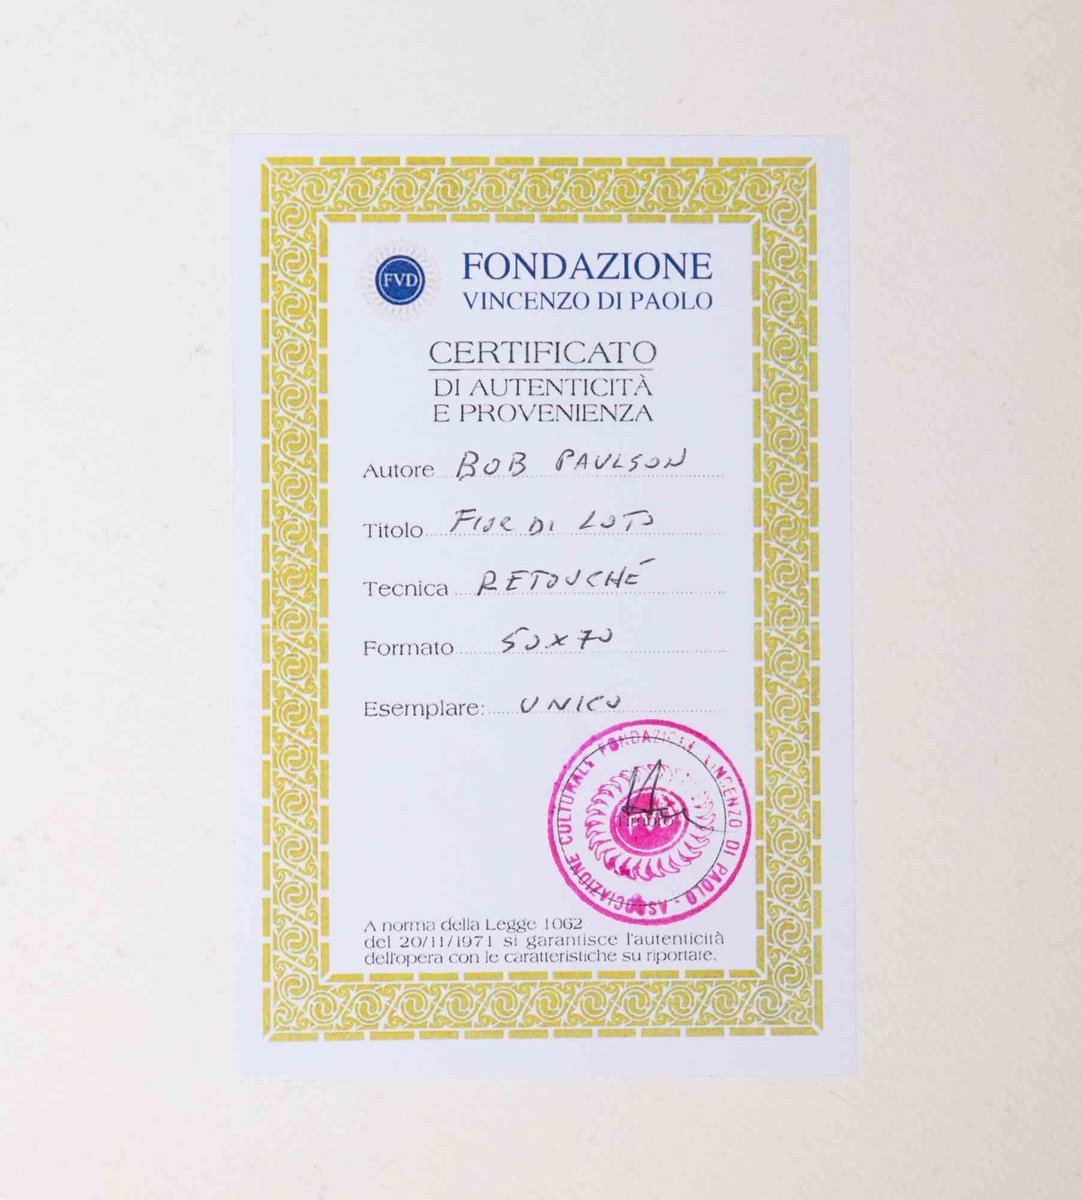 FVD
FONDAZIONE
VINCENZO DI PAOLO
CERTIFICATO
DI AUTENTICITÀ
E PROVENIENZA
Autore BOB PAULSON
Titolo FIOR DI LOTO
Tecnica RETOUCHÉ
Formato 50x70
Esemplare: UNICO
ASSOCIAZIONE CULTURALE FONDAZIONE VINCENZO DI PAOLO -
FVD
A norma della Legge 1062
del 20/11/1971 si garantisce l'autenticità
dell'opera con le caratteristiche su riportate.